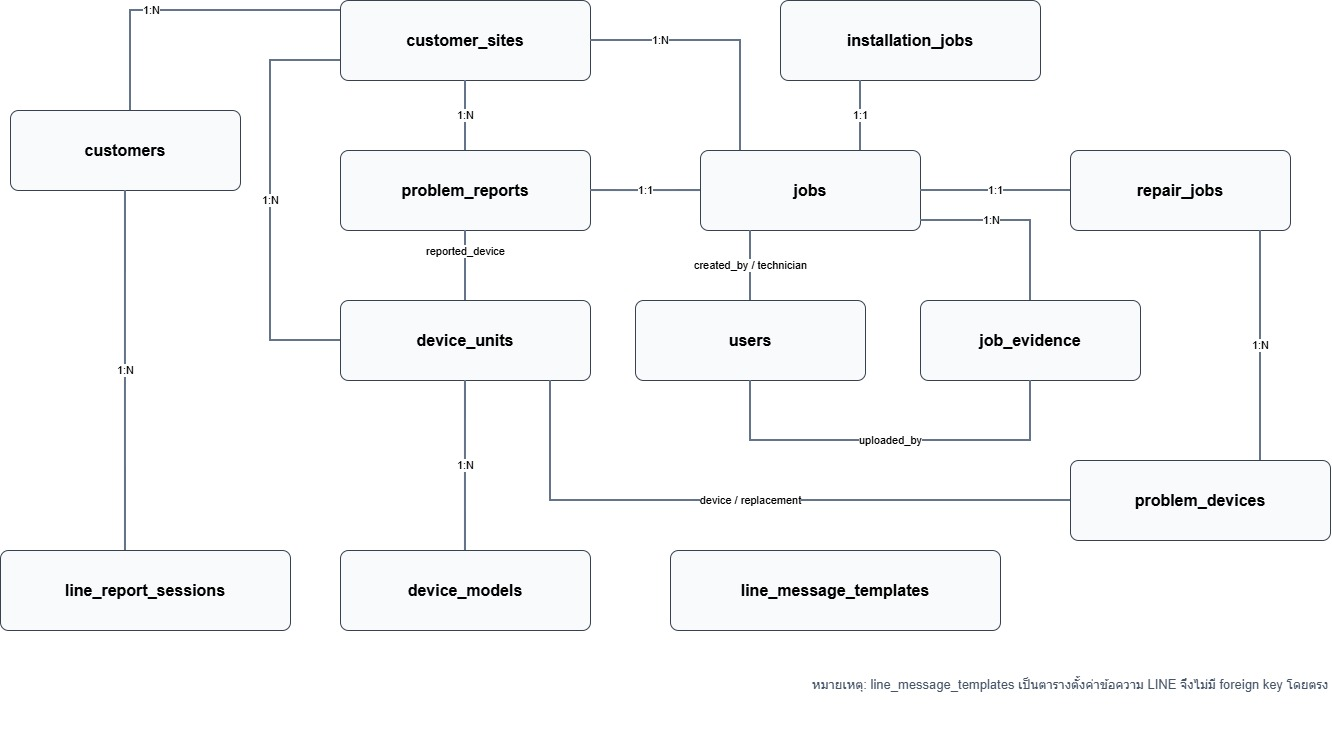 1:N
customer_sites
1:N
installation_jobs
1:N
1:1
customers
problem_reports
1:1
jobs
1:1
repair_jobs
1:N
1:N
reported_device
created_by / technician
device_units
users
job_evidence
1:N
1:N
uploaded_by
1:N
device / replacement
problem_devices
line_report_sessions
device_models
line_message_templates
หมายเหตุ: line_message_templates เป็นตารางตั้งค่าข้อความ LINE จึงไม่มี foreign key โดยตรง